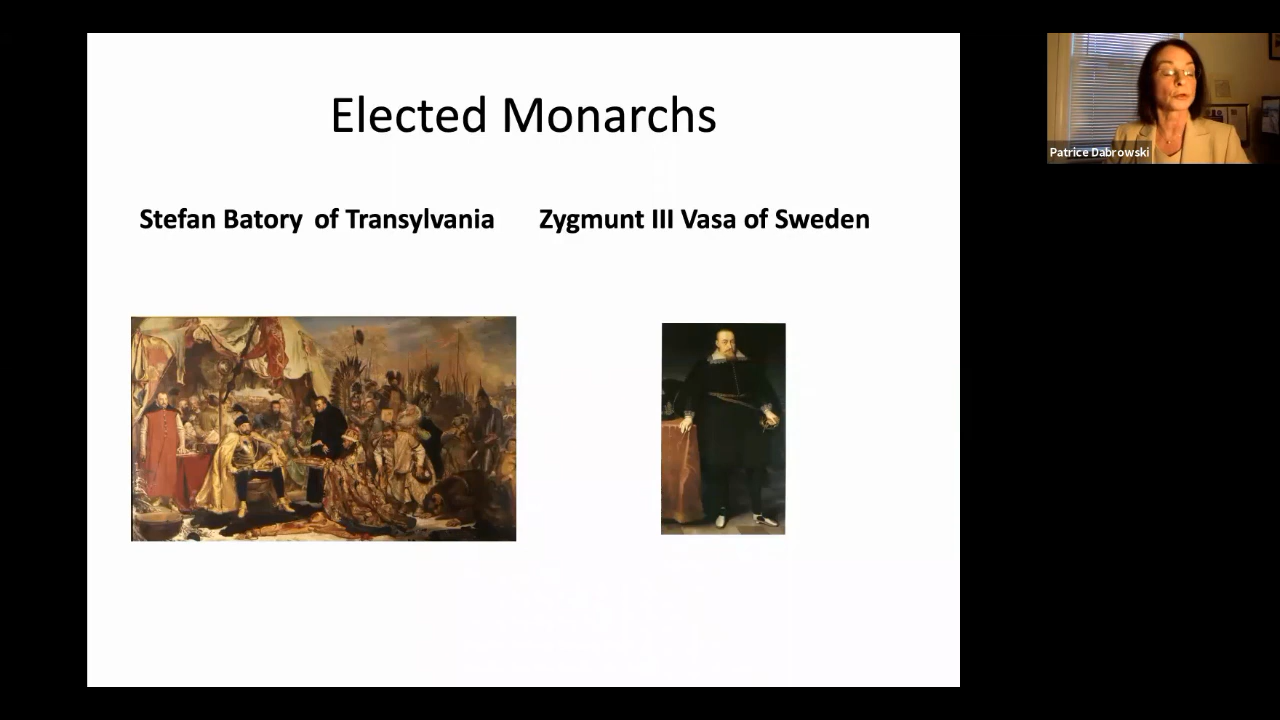 Elected Monarchs
Stefan Batory of Transylvania
Zygmunt III Vasa of Sweden
Patrice Dabrowski